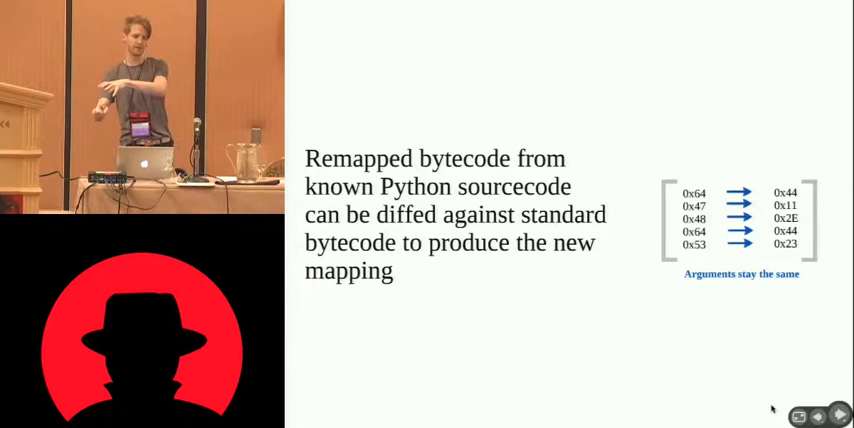 Remapped bytecode from
known Python sourcecode
can be diffed against standard
bytecode to produce the new
mapping
0x64 0x44
0x47 0x11
0x48 0x2E
0x64 0x44
0x53 0x23
Arguments stay the same